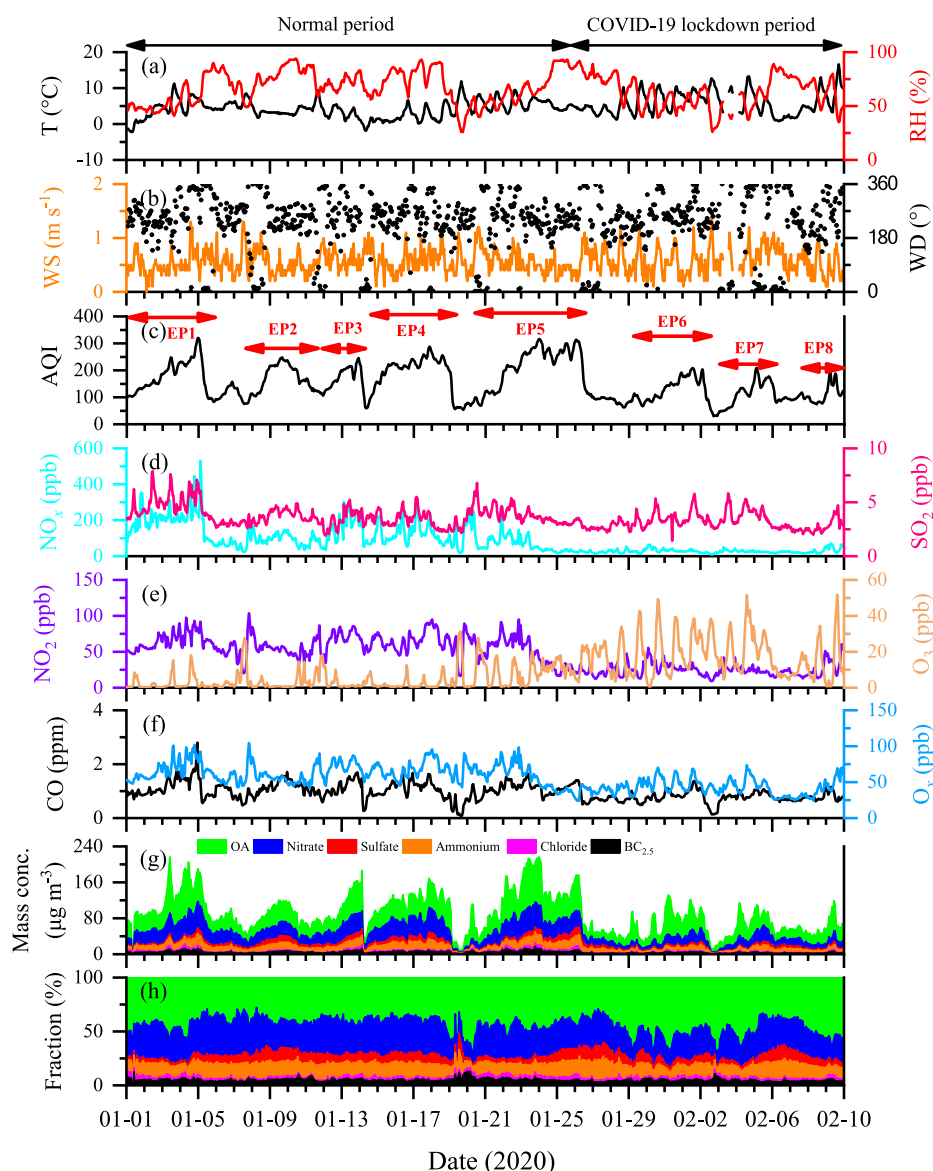 Normal period COVID-19 lockdown period
(a)
T (°C)
20
10
0
-10
RH (%)
100
50
0
(b)
WS (m s⁻¹)
2
1
0
WD (°)
360
180
0
(c)
AQI
400
300
200
100
0
EP1 EP2 EP3 EP4 EP5 EP6 EP7 EP8
(d)
NOₓ (ppb)
600
400
200
0
SO₂ (ppb)
10
5
0
(e)
NO₂ (ppb)
150
100
50
0
O₃ (ppb)
60
40
20
0
(f)
CO (ppm)
4
2
0
Oₓ (ppb)
150
100
50
0
(g)
OA Nitrate Sulfate Ammonium Chloride BC₂.₅
Mass conc.
(μg m⁻³)
240
160
80
0
(h)
Fraction (%)
100
50
0
01-01 01-05 01-09 01-13 01-17 01-21 01-25 01-29 02-02 02-06 02-10
Date (2020)